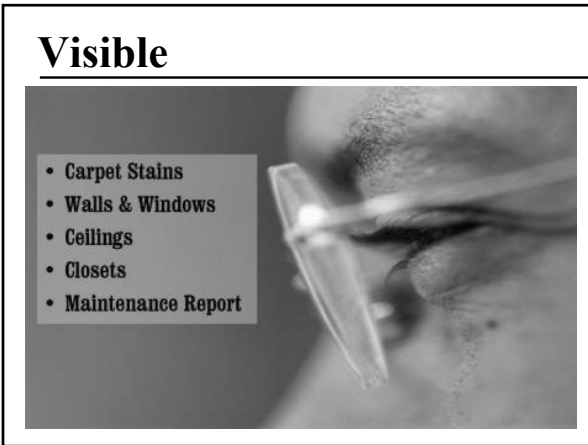 Visible
• Carpet Stains
• Walls & Windows
• Ceilings
• Closets
• Maintenance Report